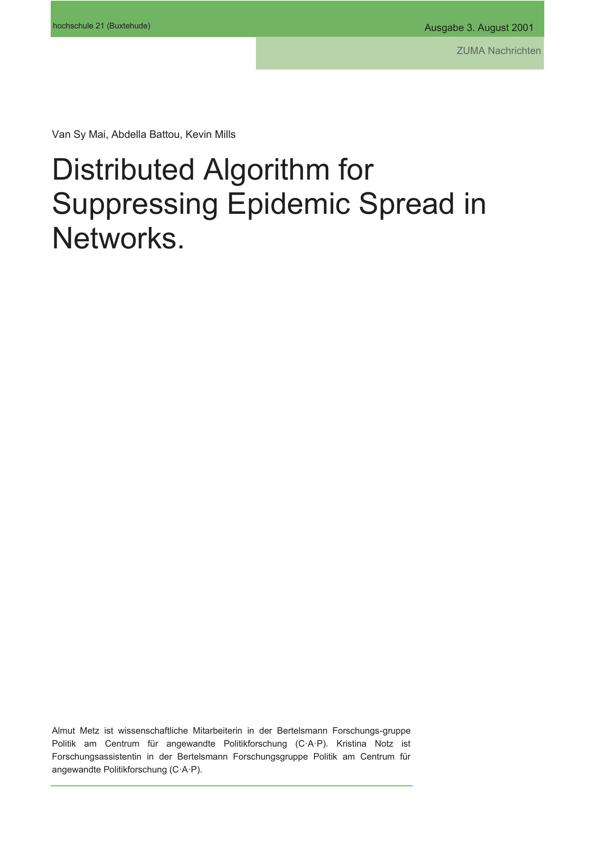 hochschule 21 (Buxtehude)
Ausgabe 3. August 2001
ZUMA Nachrichten
Van Sy Mai, Abdella Battou, Kevin Mills
Distributed Algorithm for
Suppressing Epidemic Spread in
Networks.
Almut Metz ist wissenschaftliche Mitarbeiterin in der Bertelsmann Forschungs-gruppe
Politik am Centrum für angewandte Politikforschung (C·A·P). Kristina Notz ist
Forschungsassistentin in der Bertelsmann Forschungsgruppe Politik am Centrum für
angewandte Politikforschung (C·A·P).